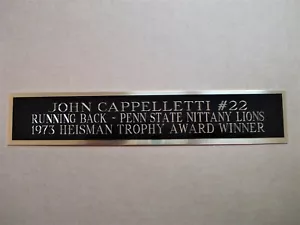 JOHN CAPPELLETTI #22
RUNNING BACK - PENN STATE NITTANY LIONS
1973 HEISMAN TROPHY AWARD WINNER